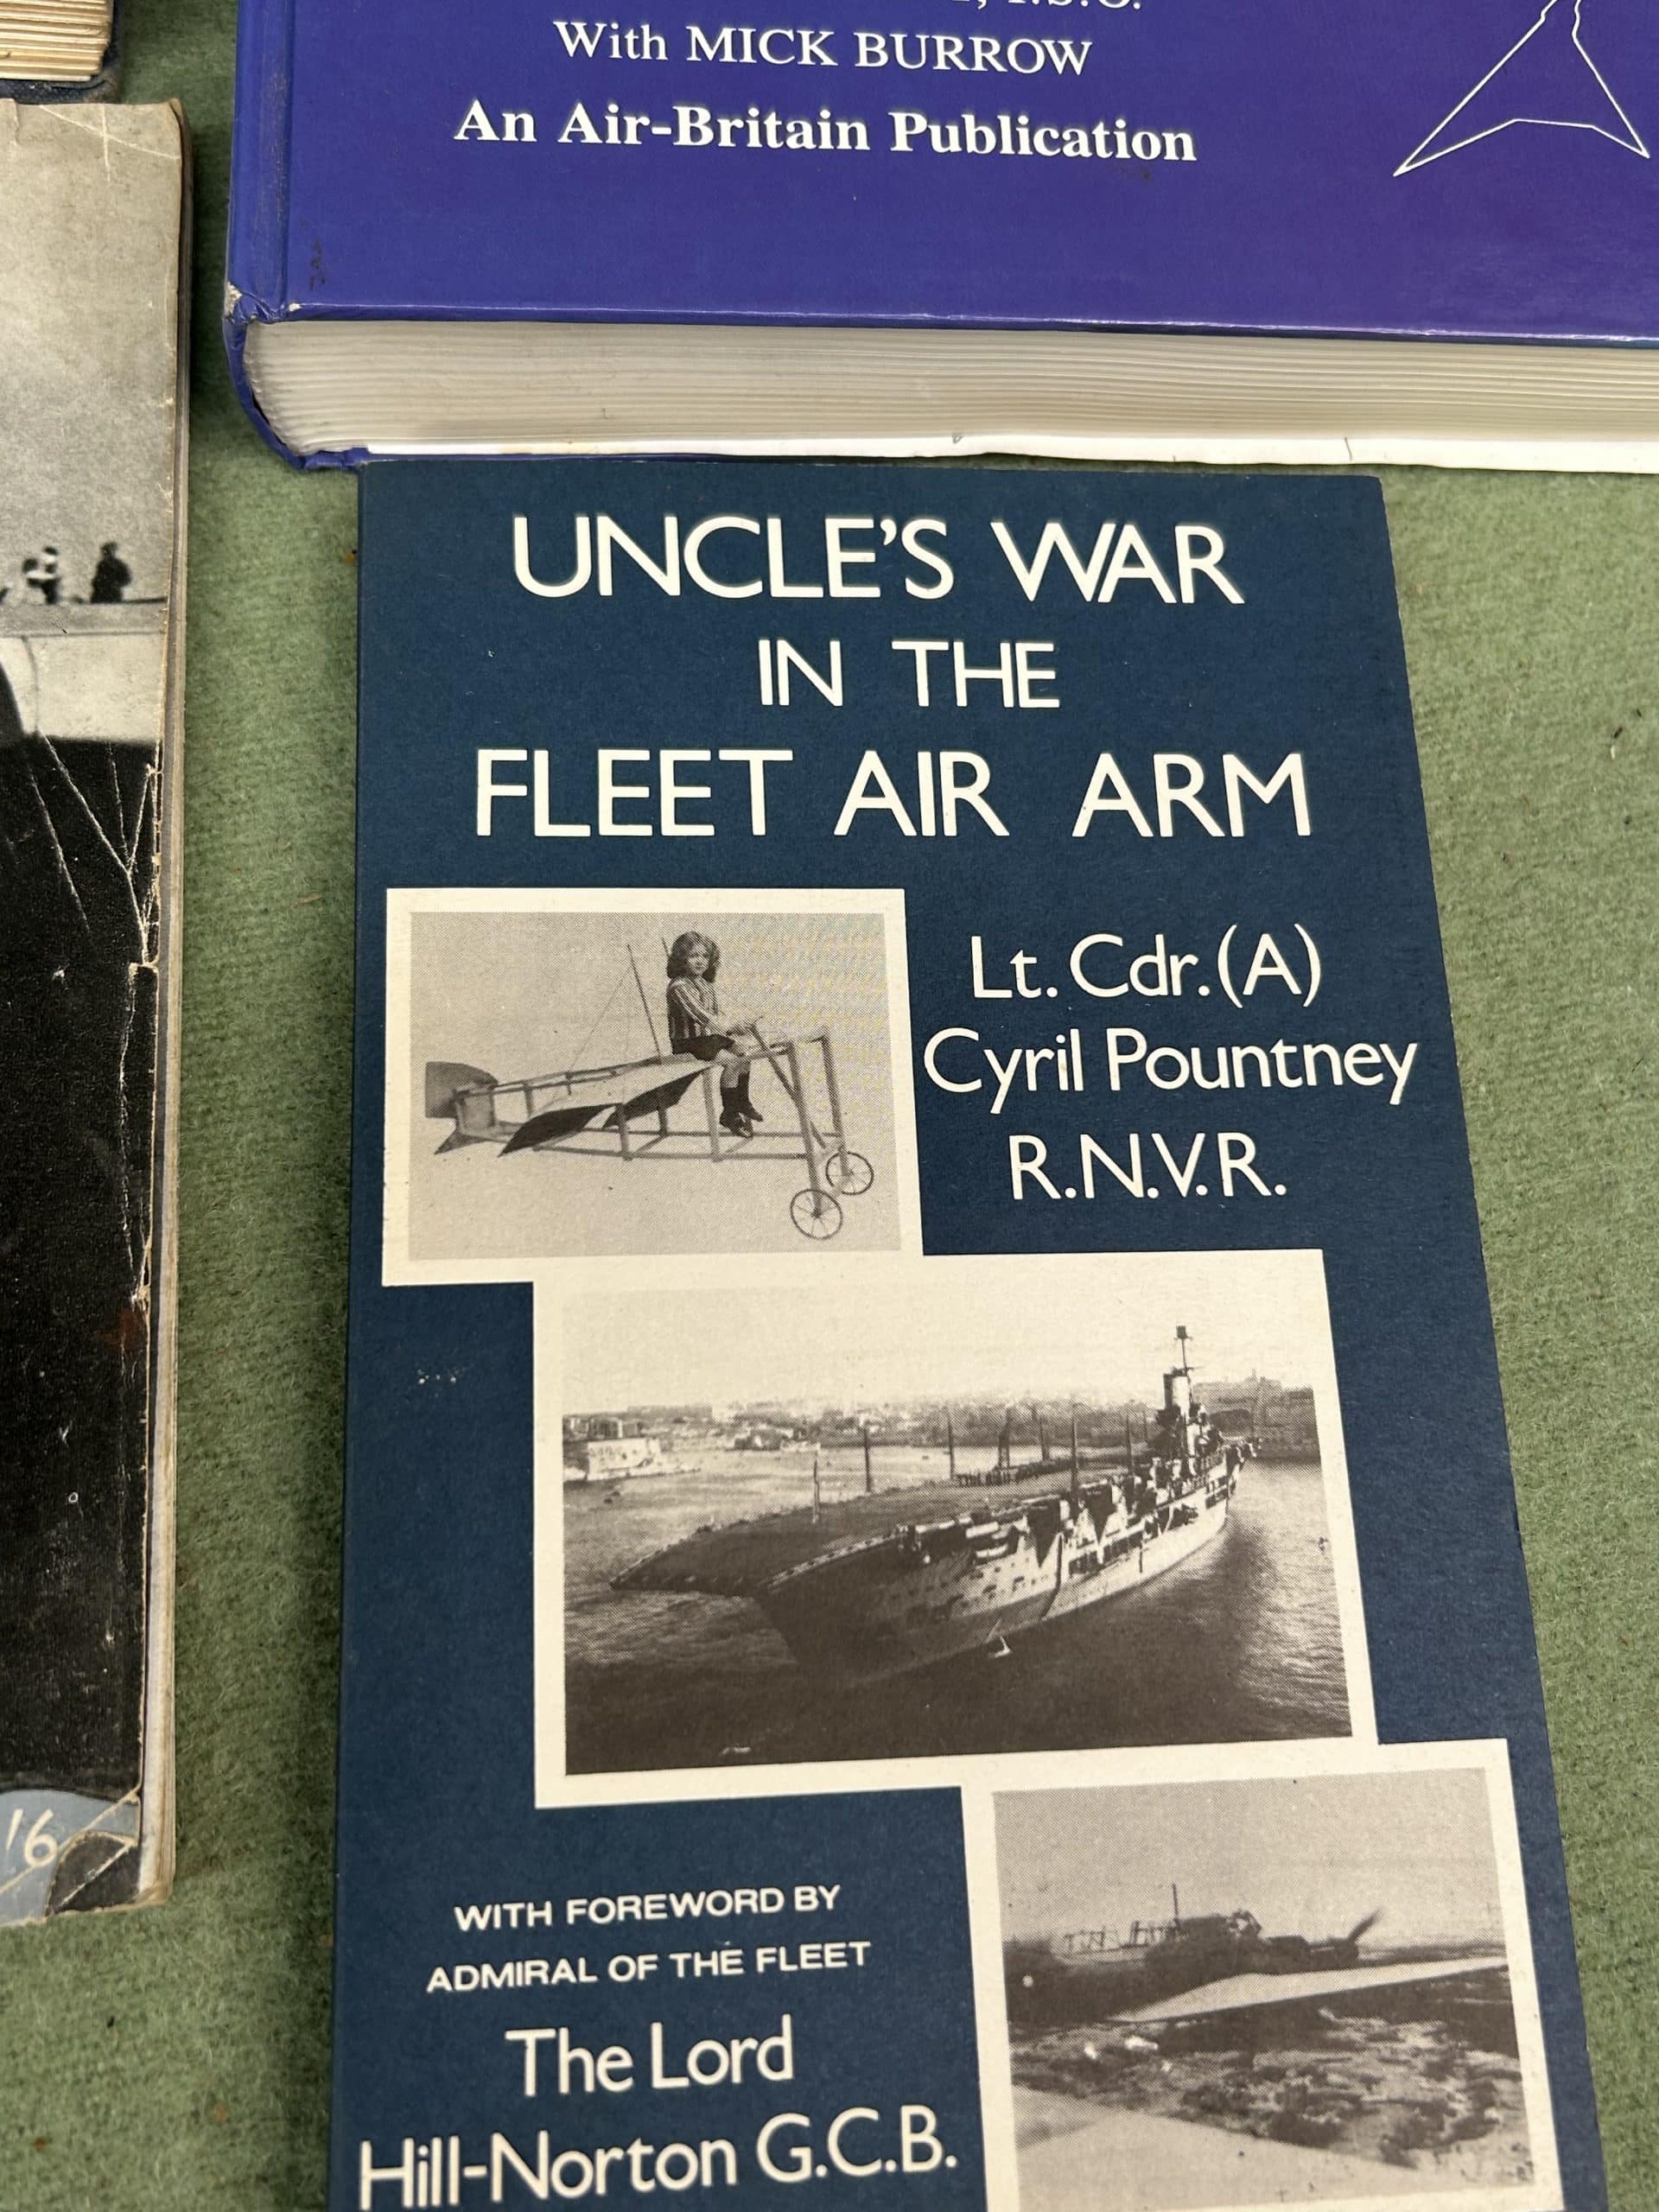 With MICK BURROW
An Air-Britain Publication
UNCLE'S WAR
IN THE
FLEET AIR ARM
Lt. Cdr. (A)
Cyril Pountney
R.N.V.R.
WITH FOREWORD BY
ADMIRAL OF THE FLEET
The Lord
Hill-Norton G.C.B.
16